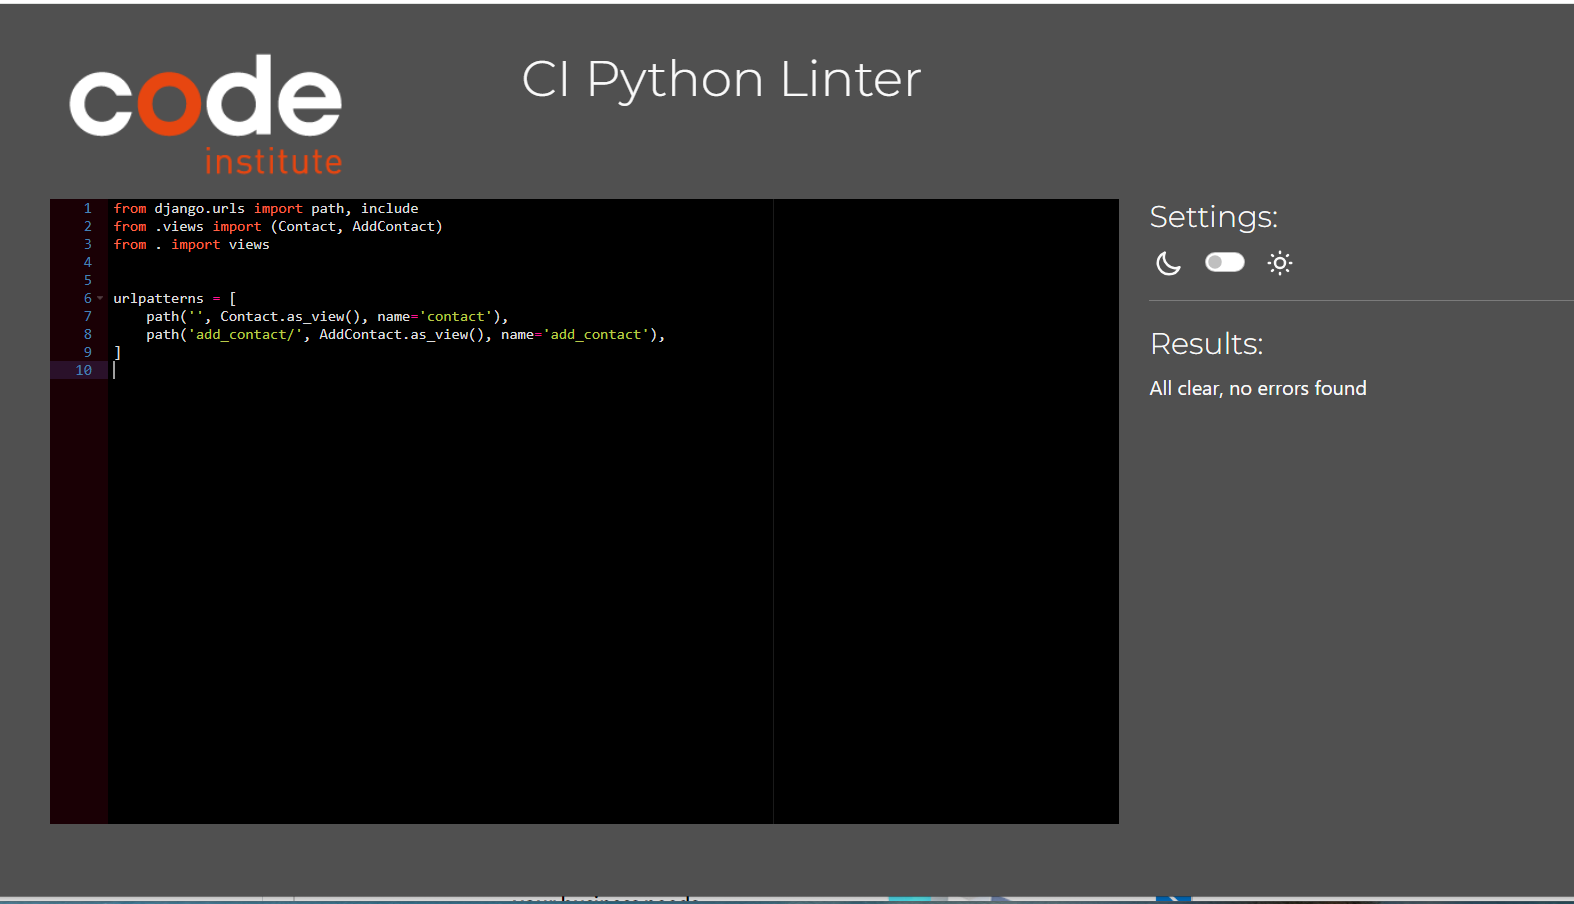 code
institute
CI Python Linter
1 from django.urls import path, include
2 from .views import (Contact, AddContact)
3 from . import views
4
5
6 urlpatterns = [
7     path('', Contact.as_view(), name='contact'),
8     path('add_contact/', AddContact.as_view(), name='add_contact'),
9 ]
10
Settings:
Results:
All clear, no errors found